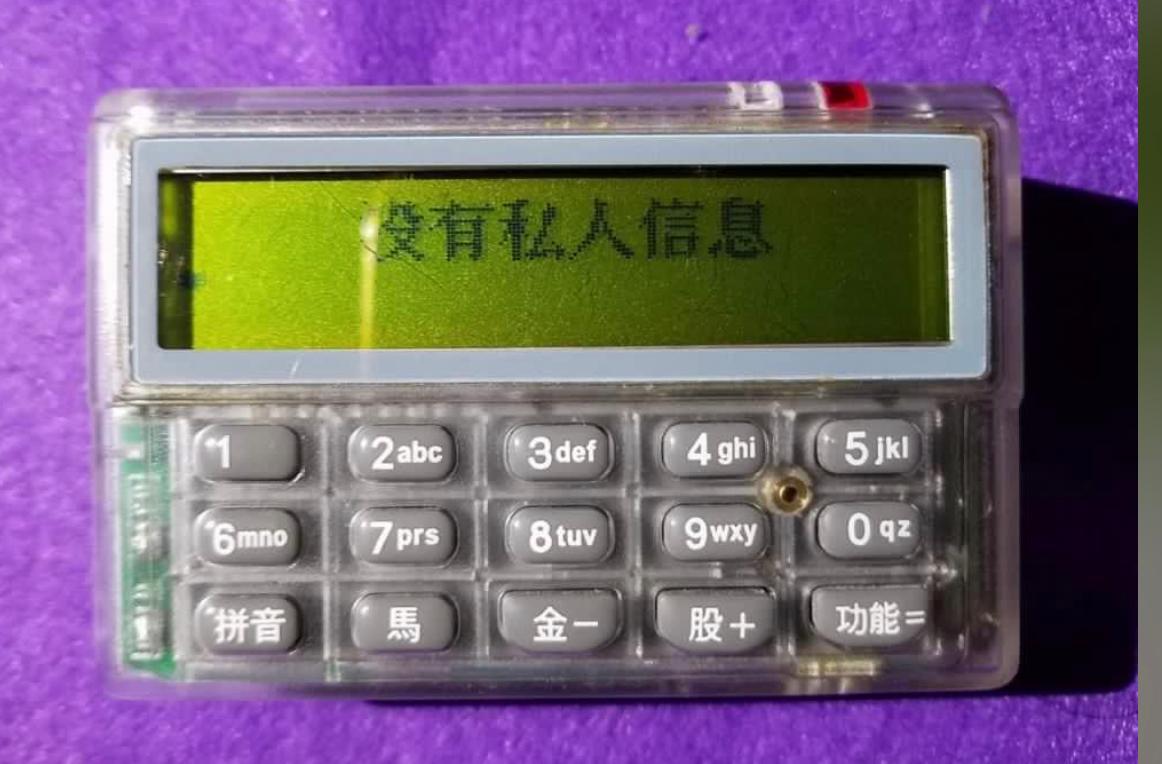 没有私人信息
1 2abc 3def 4ghi 5jkl
6mno 7prs 8tuv 9wxy 0qz
拼音 馬 金- 股+ 功能=